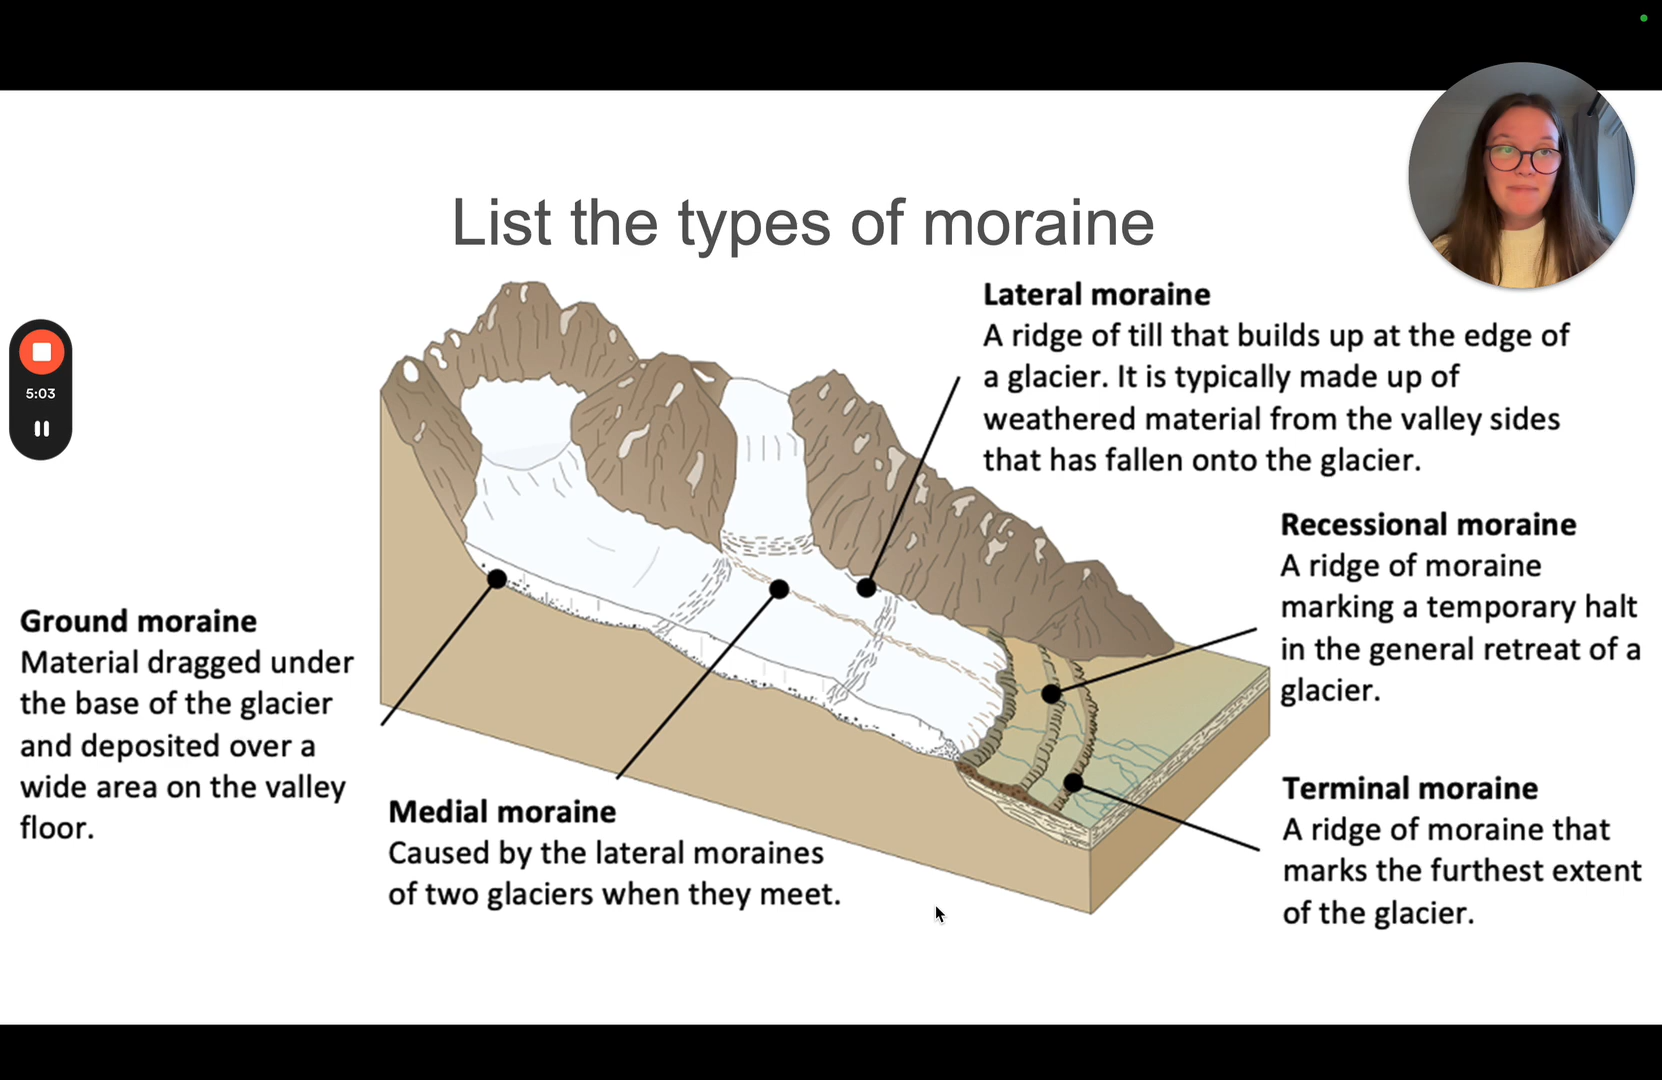 List the types of moraine
Lateral moraine
A ridge of till that builds up at the edge of
a glacier. It is typically made up of
weathered material from the valley sides
that has fallen onto the glacier.
5:03
Recessional moraine
A ridge of moraine
marking a temporary halt
in the general retreat of a
glacier.
Ground moraine
Material dragged under
the base of the glacier
and deposited over a
wide area on the valley
floor.
Medial moraine
Caused by the lateral moraines
of two glaciers when they meet.
Terminal moraine
A ridge of moraine that
marks the furthest extent
of the glacier.